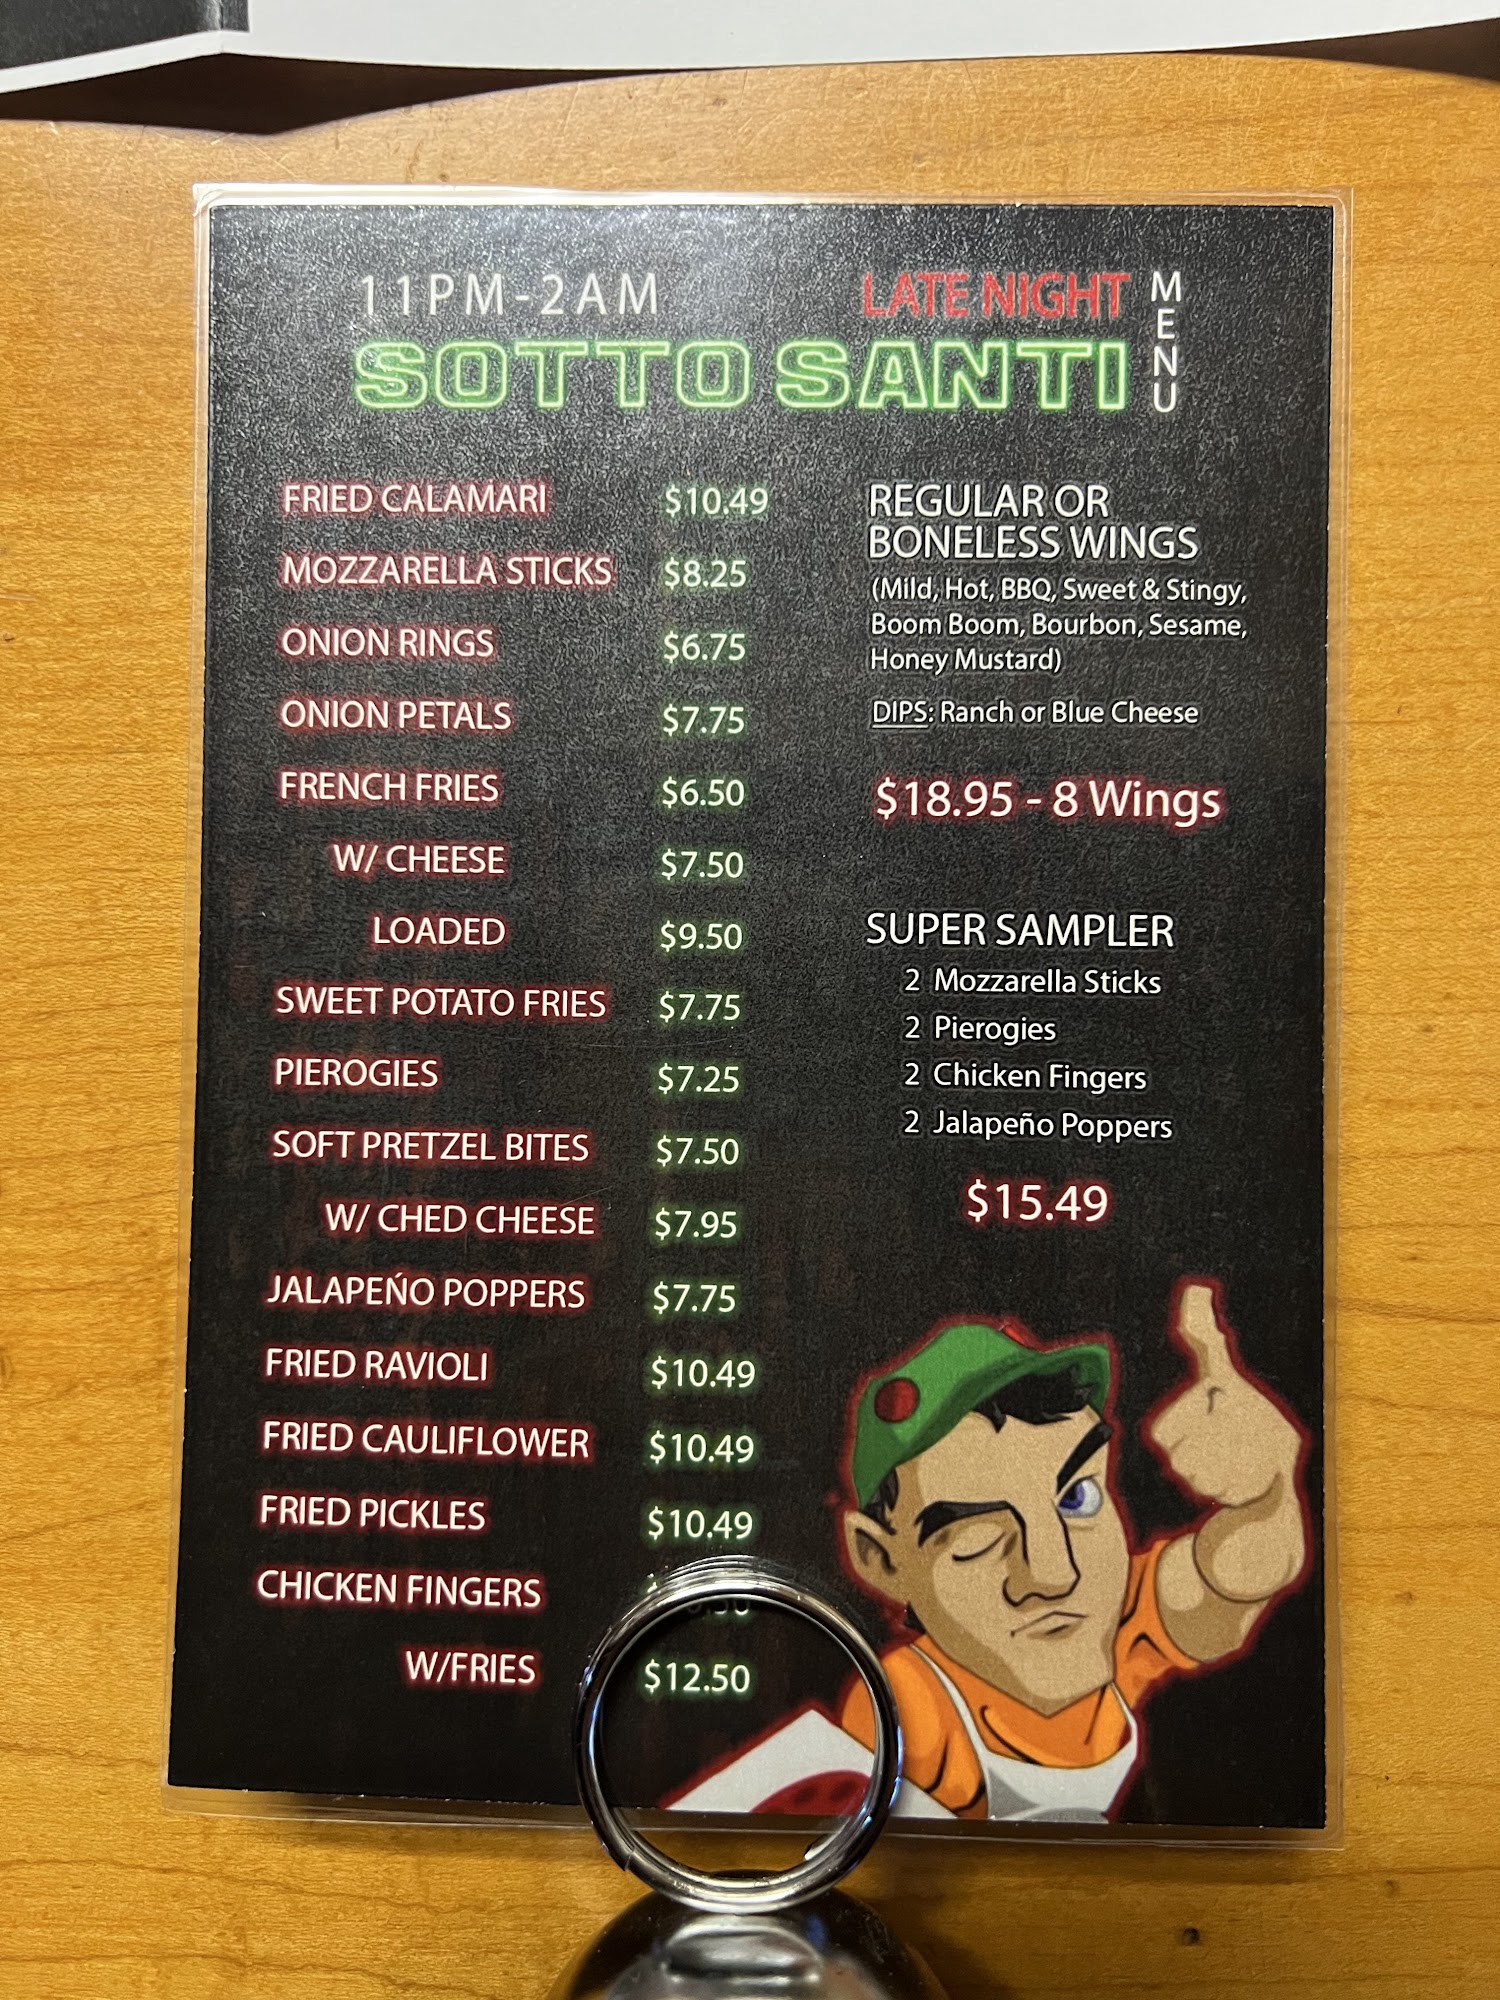 11PM-2AM
LATE NIGHT
MENU
SOTTO SANTI
FRIED CALAMARI $10.49
MOZZARELLA STICKS $8.25
ONION RINGS $6.75
ONION PETALS $7.75
FRENCH FRIES $6.50
W/ CHEESE $7.50
LOADED $9.50
SWEET POTATO FRIES $7.75
PIEROGIES $7.25
SOFT PRETZEL BITES $7.50
W/ CHED CHEESE $7.95
JALAPEŃO POPPERS $7.75
FRIED RAVIOLI $10.49
FRIED CAULIFLOWER $10.49
FRIED PICKLES $10.49
CHICKEN FINGERS
W/FRIES $12.50
REGULAR OR
BONELESS WINGS
(Mild, Hot, BBQ, Sweet & Stingy,
Boom Boom, Bourbon, Sesame,
Honey Mustard)
DIPS: Ranch or Blue Cheese
$18.95 - 8 Wings
SUPER SAMPLER
2 Mozzarella Sticks
2 Pierogies
2 Chicken Fingers
2 Jalapeño Poppers
$15.49